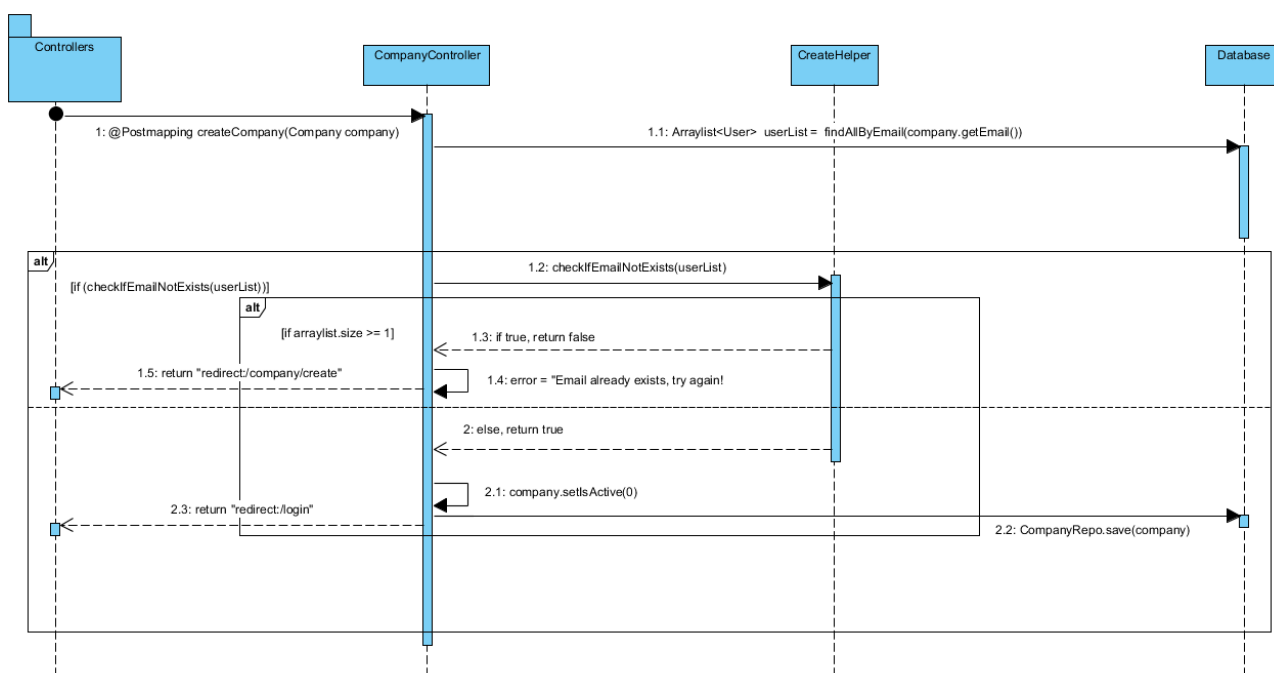 Controllers
CompanyController
CreateHelper
Database
1: @Postmapping createCompany(Company company)
1.1: Arraylist<User> userList = findAllByEmail(company.getEmail())
alt
1.2: checkIfEmailNotExists(userList)
[if (checkIfEmailNotExists(userList))]
alt
[if arraylist.size >= 1]
1.3: if true, return false
1.5: return "redirect:/company/create"
1.4: error = "Email already exists, try again!
2: else, return true
2.1: company.setIsActive(0)
2.3: return "redirect:/login"
2.2: CompanyRepo.save(company)